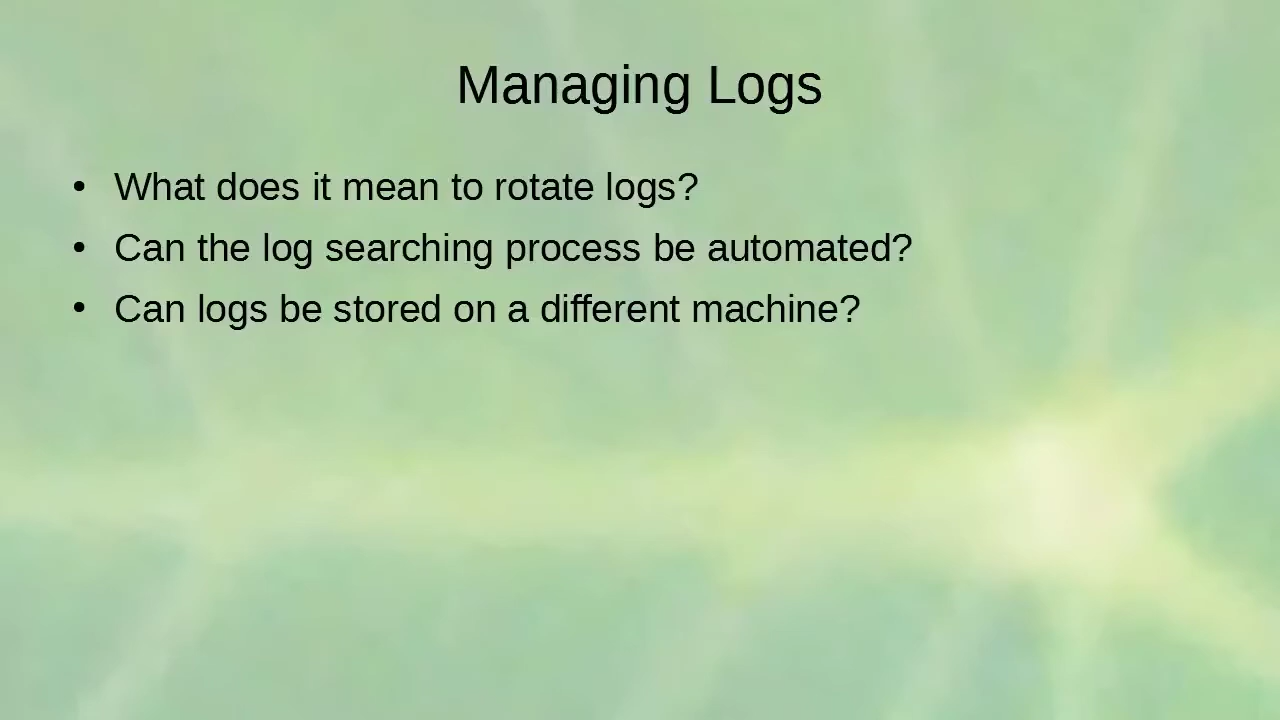 Managing Logs
• What does it mean to rotate logs?
• Can the log searching process be automated?
• Can logs be stored on a different machine?